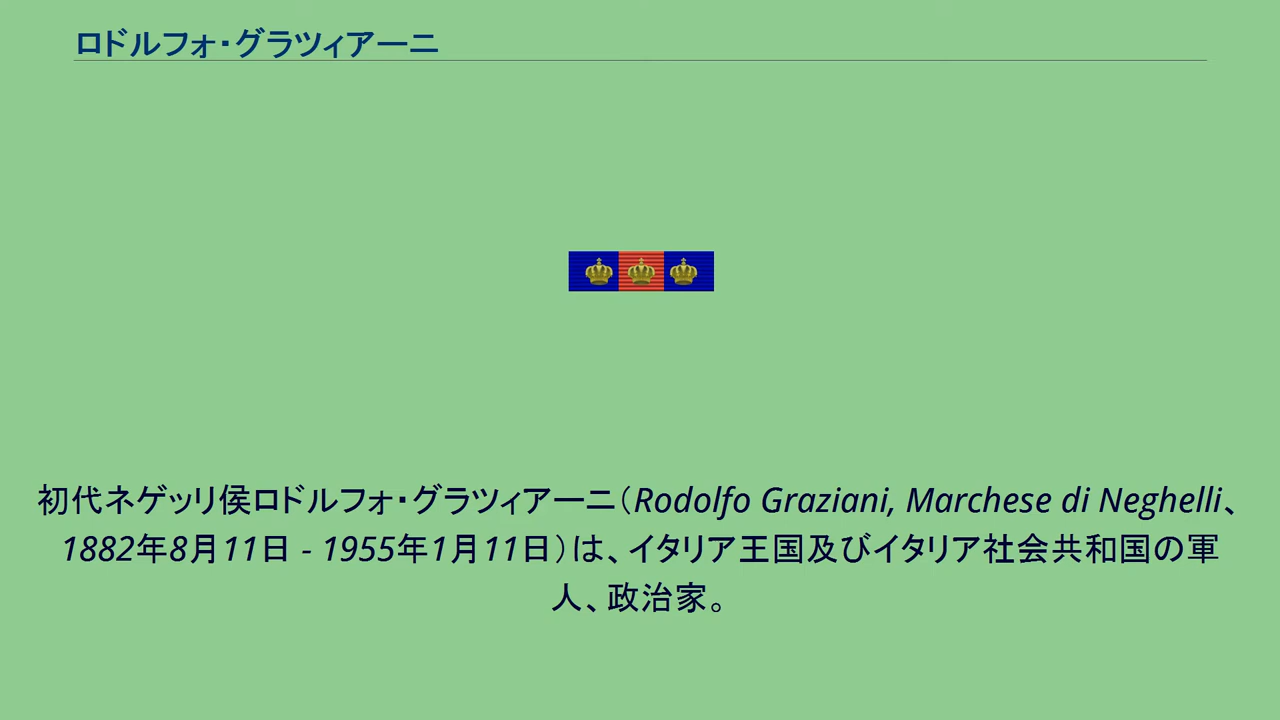 ロドルフォ・グラツィアーニ
初代ネゲッリ侯ロドルフォ・グラツィアーニ（Rodolfo Graziani, Marchese di Neghelli、
1882年8月11日 - 1955年1月11日）は、イタリア王国及びイタリア社会共和国の軍
人、政治家。